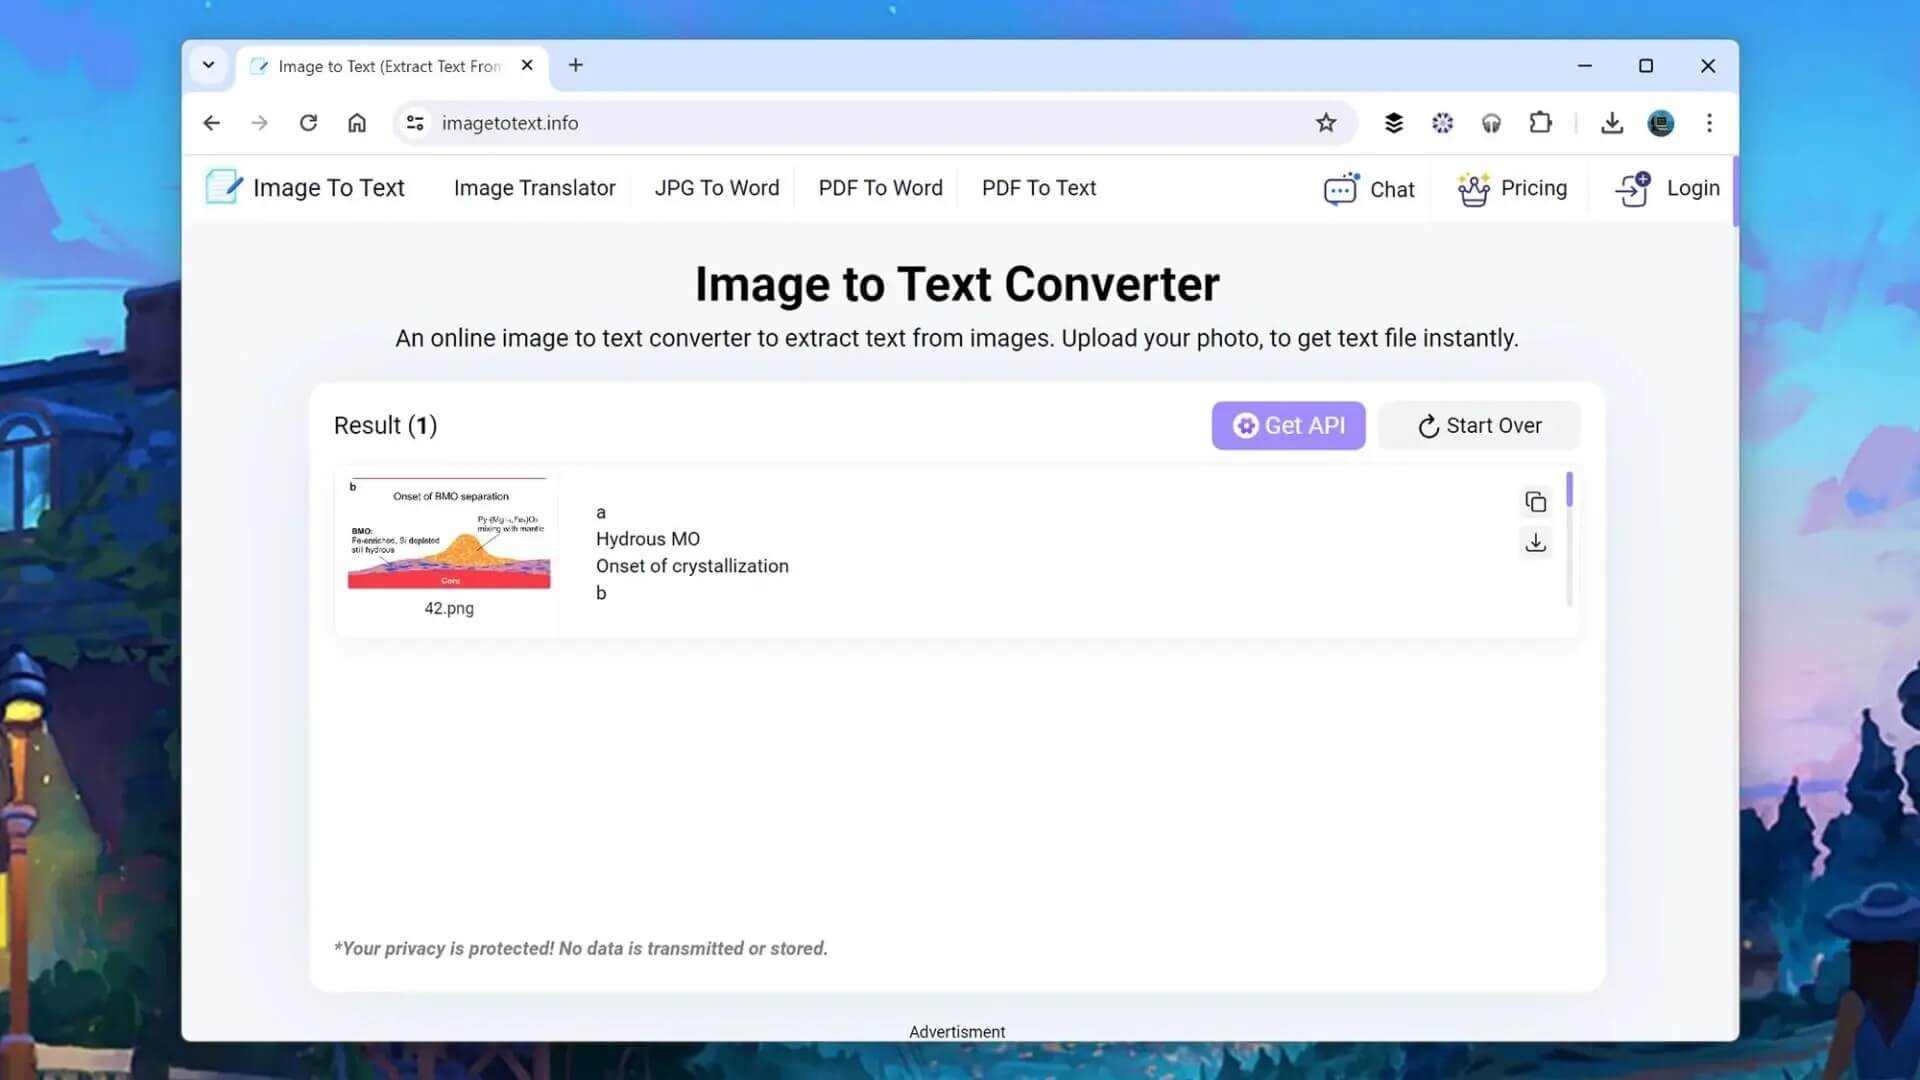 Image to Text (Extract Text From
imagetotext.info
Image To Text
Image Translator
JPG To Word
PDF To Word
PDF To Text
Chat
Pricing
Login
Image to Text Converter
An online image to text converter to extract text from images. Upload your photo, to get text file instantly.
Result (1)
Get API
Start Over
b
Onset of BMO separation
mixing with mantle
BMO:
Fe-enriched, Si depleted
still hydrous
Core
42.png
a
Hydrous MO
Onset of crystallization
b
*Your privacy is protected! No data is transmitted or stored.
Advertisment